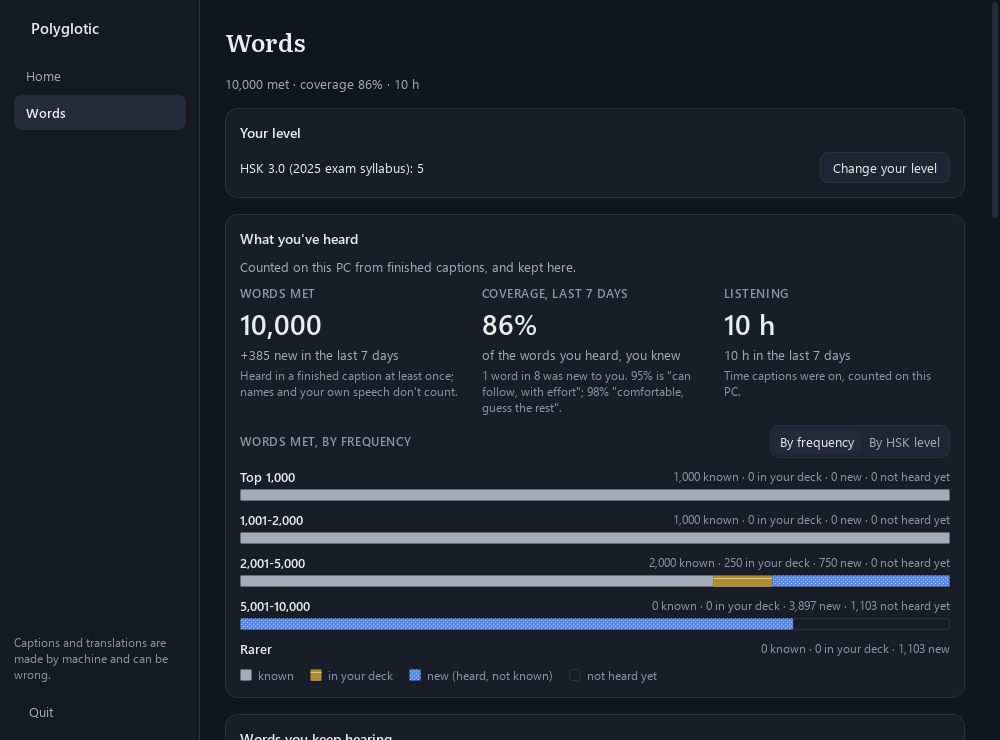 Polyglotic
Home
Words
Captions and translations are
made by machine and can be
wrong.
Quit
Words
10,000 met · coverage 86% · 10 h
Your level
HSK 3.0 (2025 exam syllabus): 5
Change your level
What you've heard
Counted on this PC from finished captions, and kept here.
WORDS MET
10,000
+385 new in the last 7 days
Heard in a finished caption at least once;
names and your own speech don't count.
COVERAGE, LAST 7 DAYS
86%
of the words you heard, you knew
1 word in 8 was new to you. 95% is "can
follow, with effort"; 98% "comfortable,
guess the rest".
LISTENING
10 h
10 h in the last 7 days
Time captions were on, counted on this
PC.
WORDS MET, BY FREQUENCY
By frequency
By HSK level
Top 1,000
1,000 known · 0 in your deck · 0 new · 0 not heard yet
1,001-2,000
1,000 known · 0 in your deck · 0 new · 0 not heard yet
2,001-5,000
2,000 known · 250 in your deck · 750 new · 0 not heard yet
5,001-10,000
0 known · 0 in your deck · 3,897 new · 1,103 not heard yet
Rarer
0 known · 0 in your deck · 1,103 new
known
in your deck
new (heard, not known)
not heard yet
Words you keep hearing